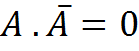 A . Ā = 0